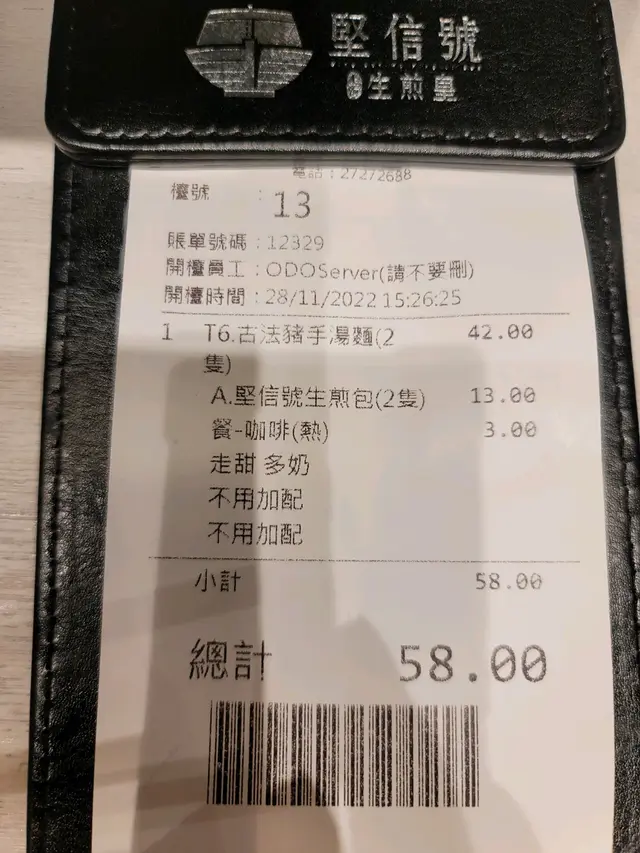 堅信號
生煎皇
電話：27272688
檯號 : 13
賬單號碼：12329
開檯員工：ODOServer(請不要刪)
開檯時間：28/11/2022 15:26:25
1 T6.古法豬手湯麵(2 42.00
隻)
A.堅信號生煎包(2隻) 13.00
餐-咖啡(熱) 3.00
走甜 多奶
不用加配
不用加配
小計 58.00
總計 58.00